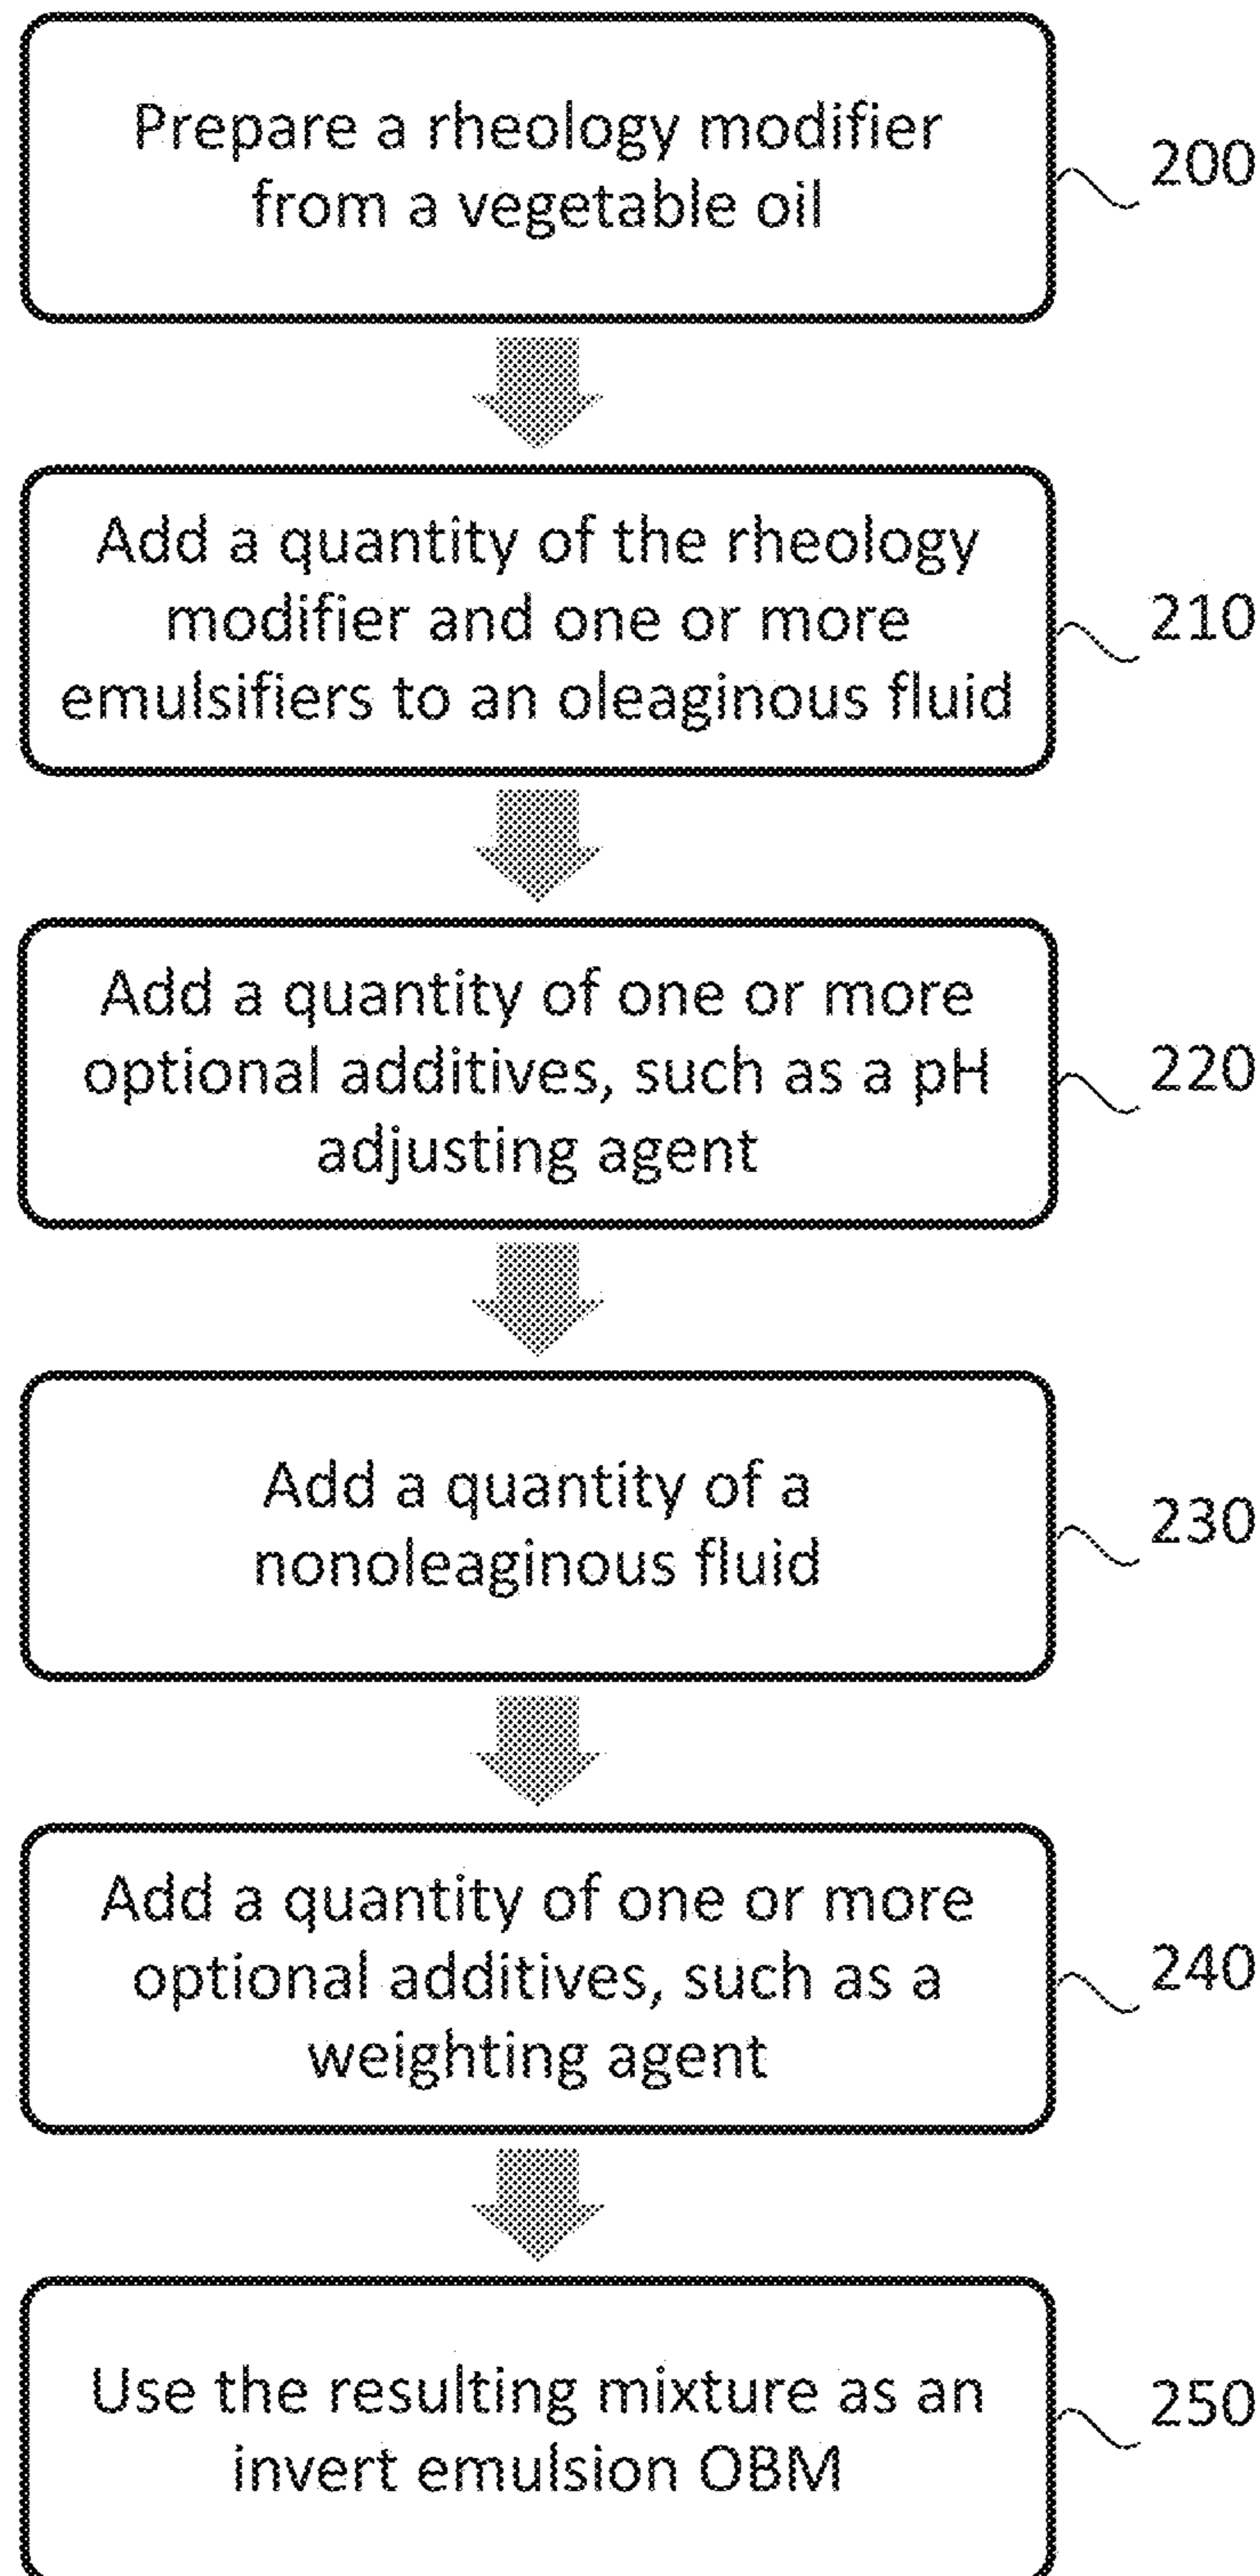 Prepare a rheology modifier
from a vegetable oil
200
Add a quantity of the rheology
modifier and one or more
emulsifiers to an oleaginous fluid
210
Add a quantity of one or more
optional additives, such as a pH
adjusting agent
220
Add a quantity of a
nonoleaginous fluid
230
Add a quantity of one or more
optional additives, such as a
weighting agent
240
Use the resulting mixture as an
invert emulsion OBM
250